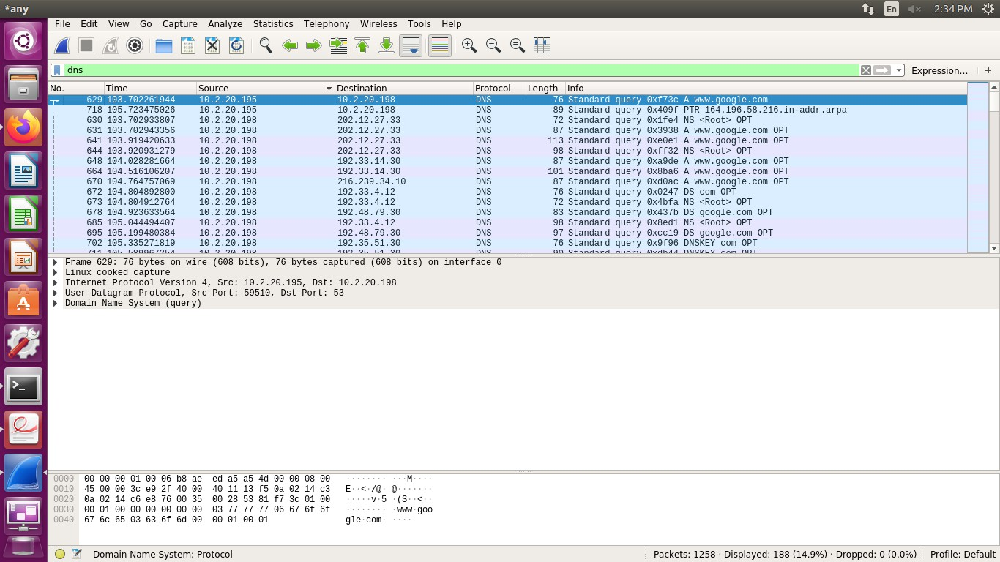 *any
En
2:34 PM
File Edit View Go Capture Analyze Statistics Telephony Wireless Tools Help
dns
Expression…
+
No. Time Source Destination Protocol Length Info
629 103.702261944 10.2.20.195 10.2.20.198 DNS 76 Standard query 0xf73c A www.google.com
718 105.723475026 10.2.20.195 10.2.20.198 DNS 89 Standard query 0x409f PTR 164.196.58.216.in-addr.arpa
630 103.702933807 10.2.20.198 202.12.27.33 DNS 72 Standard query 0x1fe4 NS <Root> OPT
631 103.702943356 10.2.20.198 202.12.27.33 DNS 87 Standard query 0x3938 A www.google.com OPT
641 103.919420633 10.2.20.198 202.12.27.33 DNS 113 Standard query 0xe0e1 A www.google.com OPT
644 103.920931279 10.2.20.198 202.12.27.33 DNS 98 Standard query 0xff32 NS <Root> OPT
648 104.028281664 10.2.20.198 192.33.14.30 DNS 87 Standard query 0xa9de A www.google.com OPT
664 104.516106207 10.2.20.198 192.33.14.30 DNS 101 Standard query 0x8ba6 A www.google.com OPT
670 104.764757069 10.2.20.198 216.239.34.10 DNS 87 Standard query 0xd0ac A www.google.com OPT
672 104.804892800 10.2.20.198 192.33.4.12 DNS 76 Standard query 0x0247 DS com OPT
673 104.804912764 10.2.20.198 192.33.4.12 DNS 72 Standard query 0x4bfa NS <Root> OPT
678 104.923633564 10.2.20.198 192.48.79.30 DNS 83 Standard query 0x437b DS google.com OPT
685 105.044494407 10.2.20.198 192.33.4.12 DNS 98 Standard query 0x8ed1 NS <Root> OPT
695 105.199480384 10.2.20.198 192.48.79.30 DNS 97 Standard query 0xcc19 DS google.com OPT
702 105.335271819 10.2.20.198 192.35.51.30 DNS 76 Standard query 0x9f96 DNSKEY com OPT
711 105.589967254 10.2.20.198 192.35.51.30 DNS 90 Standard query 0xdb44 DNSKEY com OPT
Frame 629: 76 bytes on wire (608 bits), 76 bytes captured (608 bits) on interface 0
Linux cooked capture
Internet Protocol Version 4, Src: 10.2.20.195, Dst: 10.2.20.198
User Datagram Protocol, Src Port: 59510, Dst Port: 53
Domain Name System (query)
0000 00 00 00 01 00 06 b8 ae ed a5 a5 4d 00 00 08 00 ········ ···M····
0010 45 00 00 3c e9 2f 40 00 40 11 13 f5 0a 02 14 c3 E··<·/@· @·······
0020 0a 02 14 c6 e8 76 00 35 00 28 53 81 f7 3c 01 00 ·····v·5 ·(S··<··
0030 00 01 00 00 00 00 00 00 03 77 77 77 06 67 6f 6f ········ ·www·goo
0040 67 6c 65 03 63 6f 6d 00 00 01 00 01 gle·com· ····
Domain Name System: Protocol
Packets: 1258 · Displayed: 188 (14.9%) · Dropped: 0 (0.0%)
Profile: Default